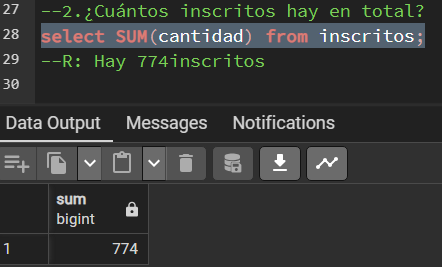 27 --2.¿Cuántos inscritos hay en total?
28 select SUM(cantidad) from inscritos;
29 --R: Hay 774inscritos
30
Data Output Messages Notifications
sum
bigint
1 774